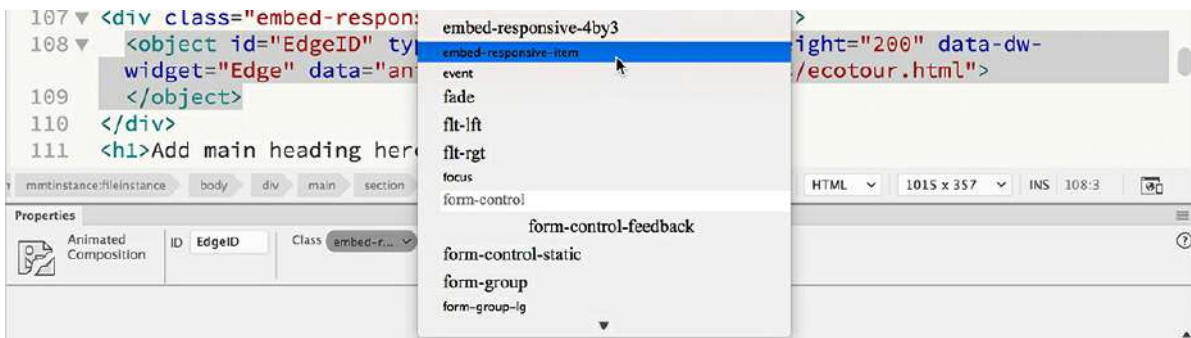 107 <div class="embed-respons >
108 <object id="EdgeID" ty ight="200" data-dw-
widget="Edge" data="an /ecotour.html">
109 </object>
110 </div>
111 <h1>Add main heading here
embed-responsive-4by3
embed-responsive-item
event
fade
flt-lft
flt-rgt
focus
form-control
form-control-feedback
form-control-static
form-group
form-group-lg
mmtinstance:fileinstance body div main section HTML 1015 x 357 INS 108:3
Properties
Animated
Composition
ID EdgeID Class embed-r...